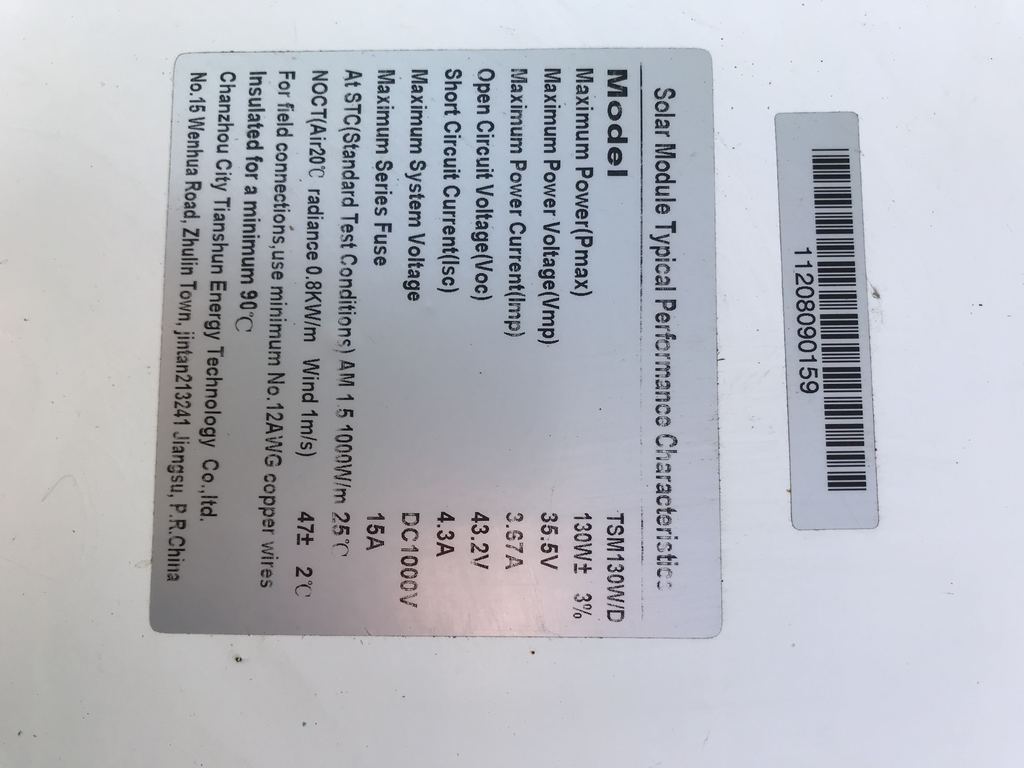 11208090159
Solar Module Typical Performance Characteristics
Model TSM130W/D
Maximum Power(Pmax) 130W± 3%
Maximum Power Voltage(Vmp) 35.5V
Maximum Power Current(Imp) 3.67A
Open Circuit Voltage(Voc) 43.2V
Short Circuit Current(Isc) 4.3A
Maximum System Voltage DC1000V
Maximum Series Fuse 15A
At STC(Standard Test Conditions) AM 1.5 1000W/m 25℃
NOCT(Air20℃ radiance 0.8KW/m Wind 1m/s) 47± 2℃
For field connections,use minimum No.12AWG copper wires
Insulated for a minimum 90℃
Chanzhou City Tianshun Energy Technology Co.,ltd.
No.15 Wenhua Road, Zhulin Town, jintan213241 Jiangsu, P.R.China